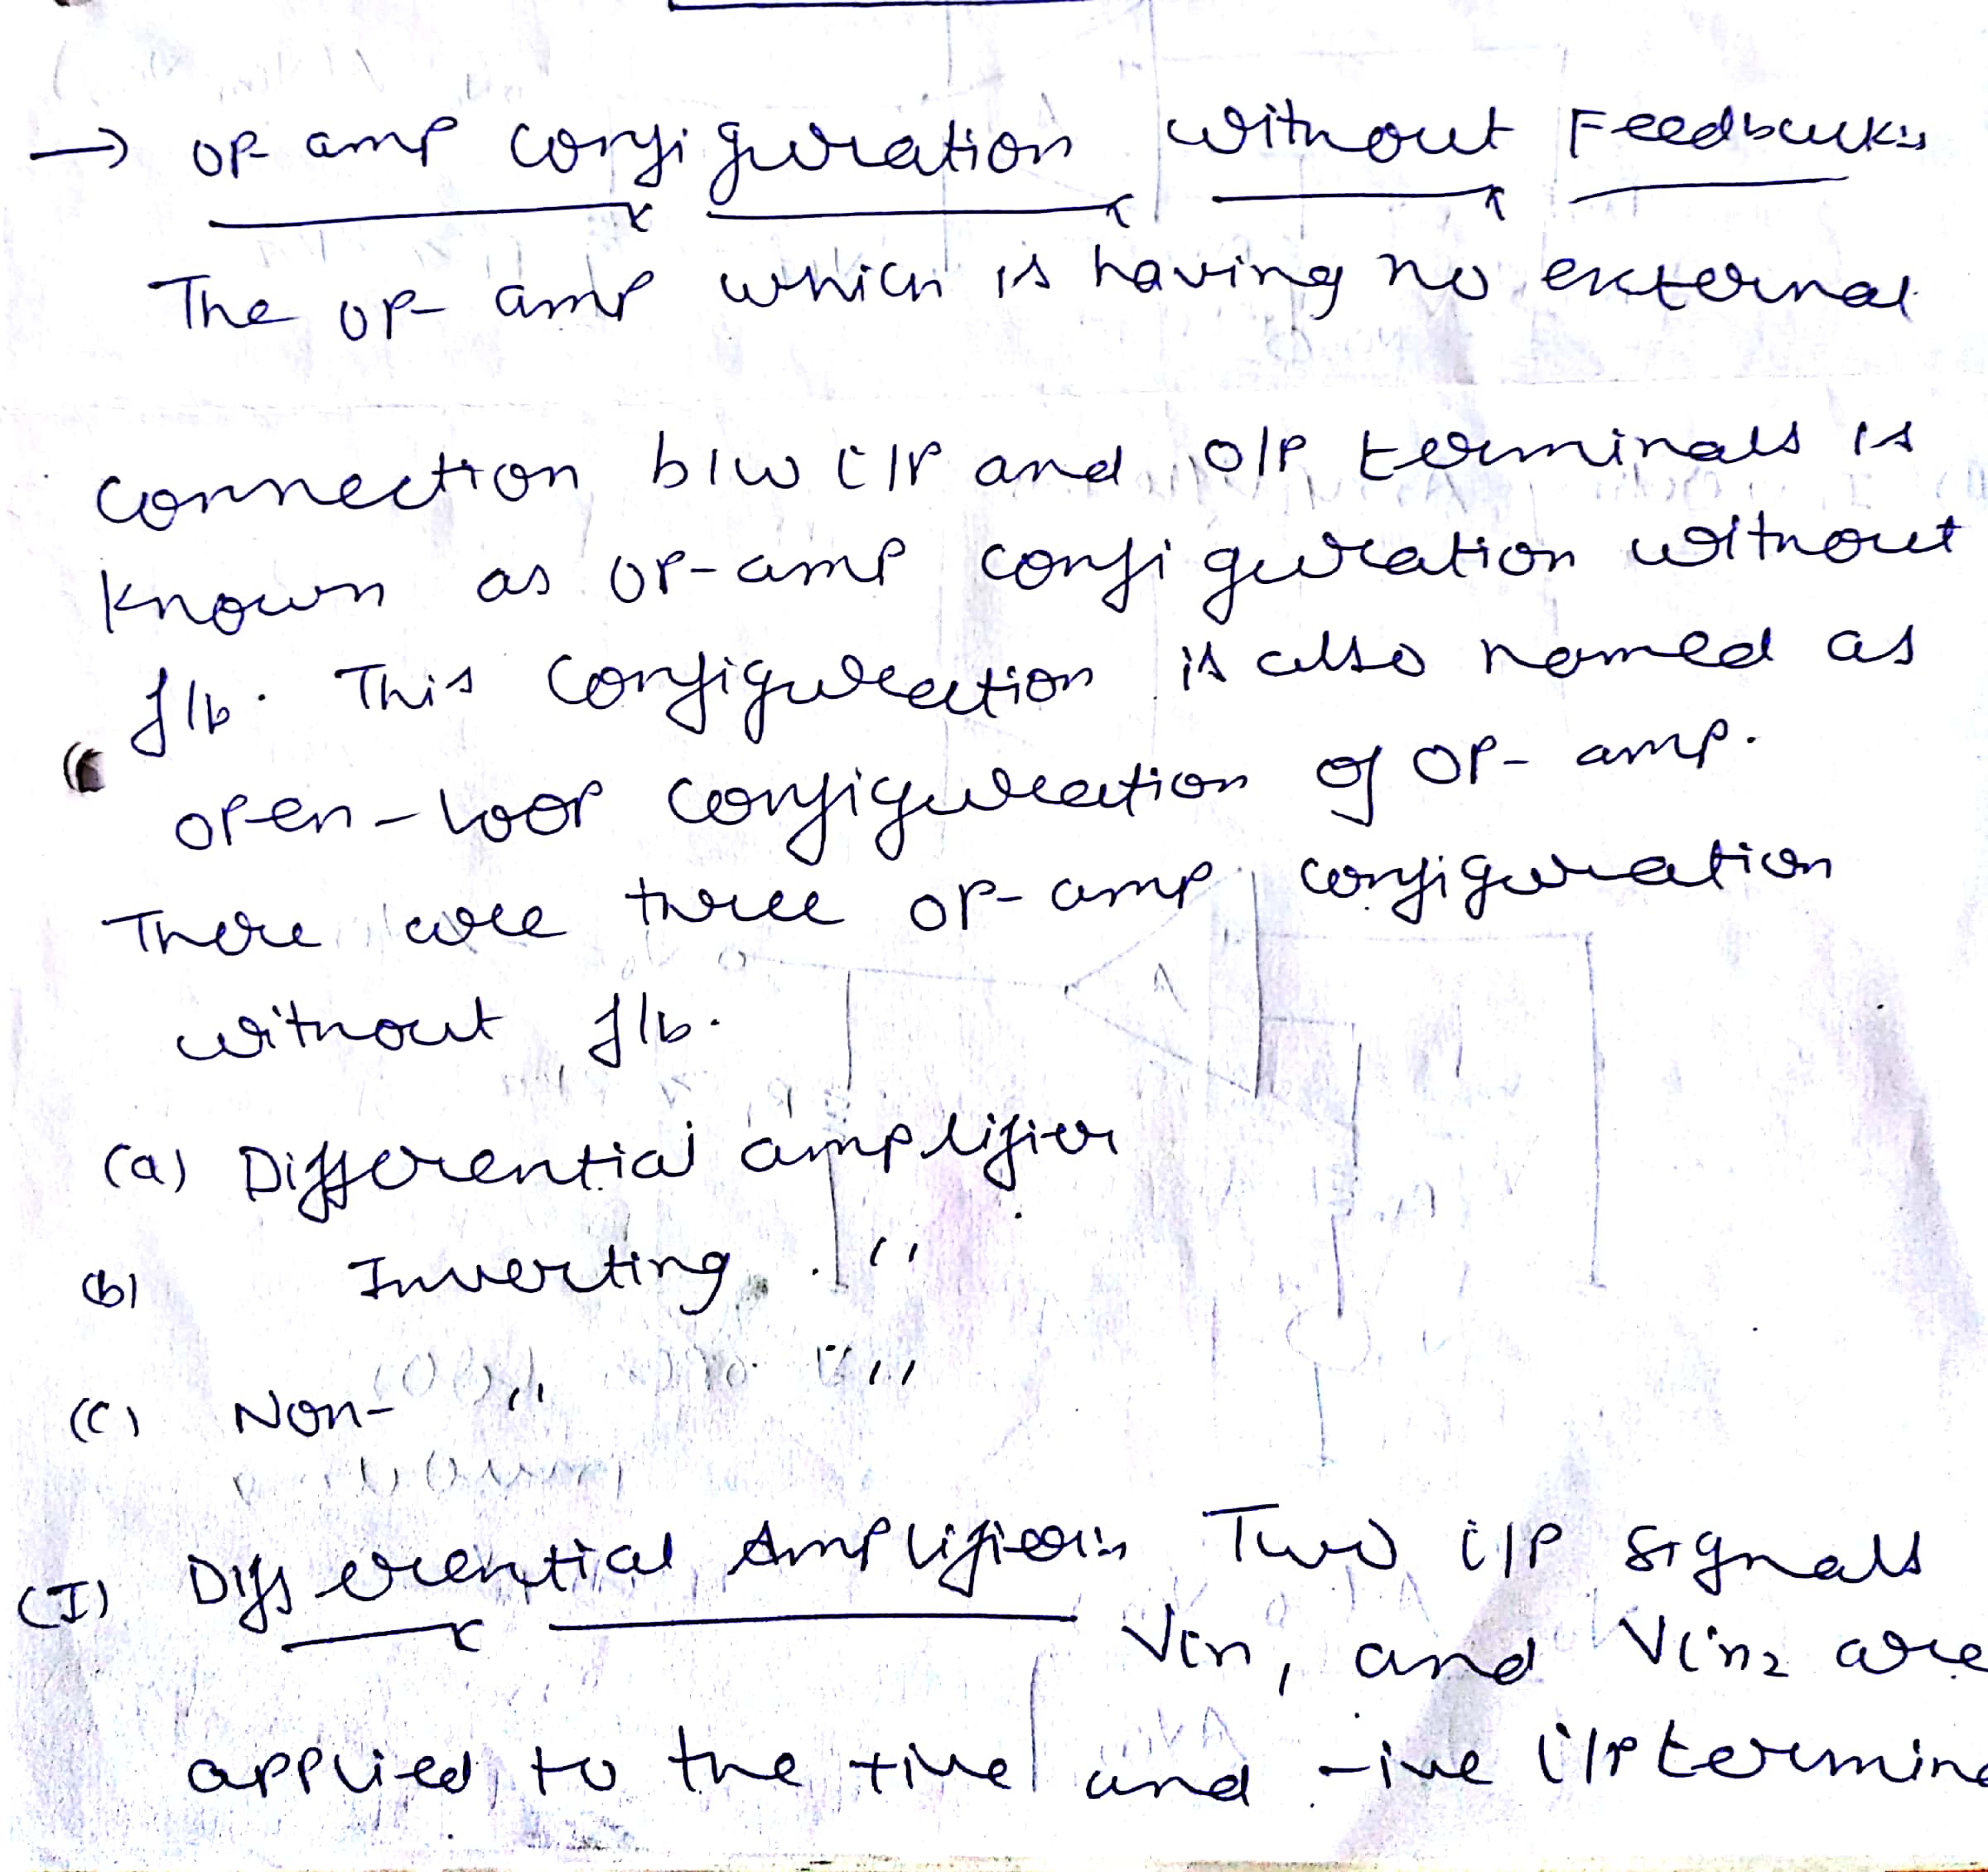 → OP-amp configuration without Feedback:-
The op-amp which is having no external
connection b/w i/p and o/p terminals is
known as op-amp configuration without
f/b. This configuration is also named as
open-loop configuration of op-amp.
There are three op-amp configuration
without f/b.
(a) Differential amplifier
(b) Inverting "
(c) Non- " "
(I) Differential Amplifier:- Two i/p signals
Vin1 and Vin2 are
applied to the +ive and -ive i/p termina